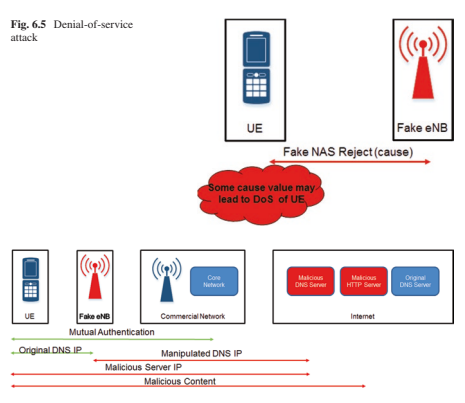 Fig. 6.5 Denial-of-service
attack
UE
Fake eNB
Fake NAS Reject (cause)
Some cause value may
lead to DoS of UE
Core
Network
Malicious
DNS Server
Malicious
HTTP Server
Original
DNS Server
UE
Fake eNB
Commercial Network
Internet
Mutual Authentication
Original DNS IP
Manipulated DNS IP
Malicious Server IP
Malicious Content